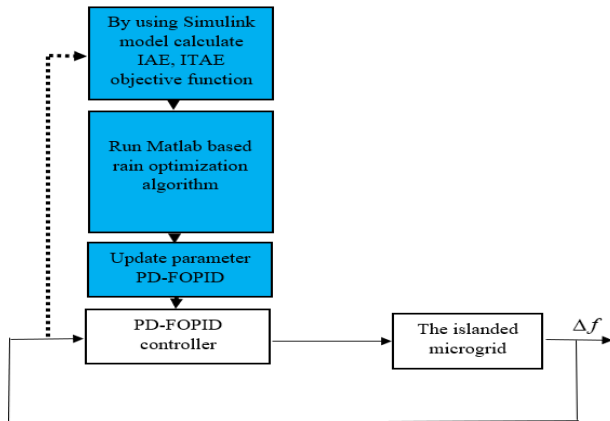 By using Simulink
model calculate
IAE, ITAE
objective function
Run Matlab based
rain optimization
algorithm
Update parameter
PD-FOPID
PD-FOPID
controller
The islanded
microgrid
Δf